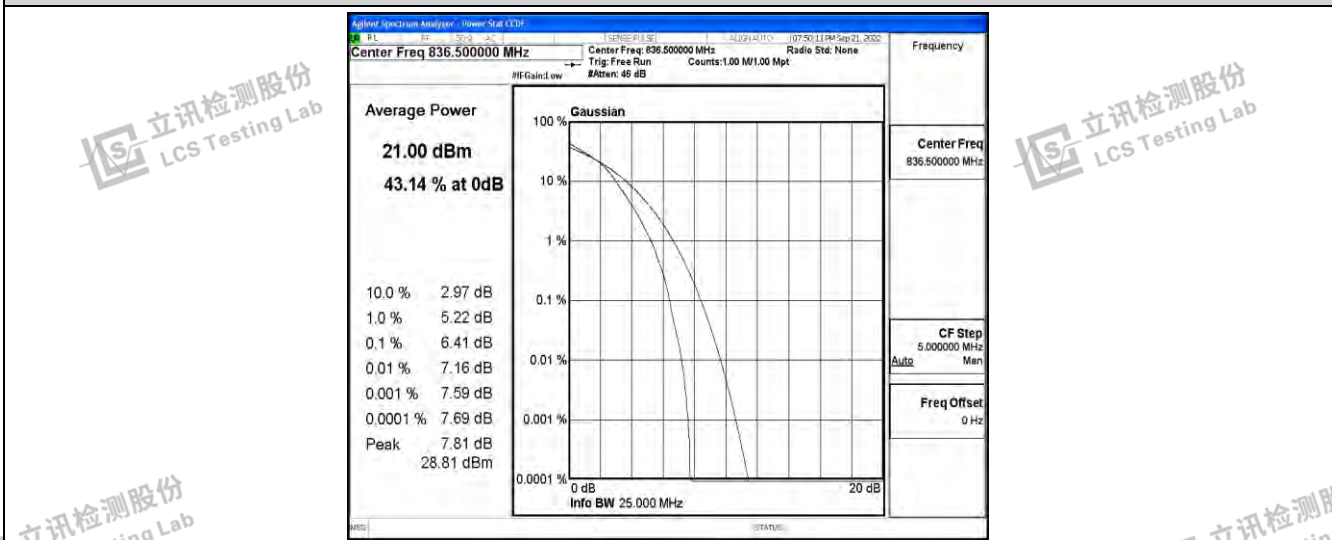 Agilent Spectrum Analyzer - Power Stat CCDF
RL RF 50 Ω AC SENSE:PULSE ALIGN AUTO 07:50:11 PM Sep 21, 2022
Center Freq 836.500000 MHz
Center Freq: 836.500000 MHz Radio Std: None
Trig: Free Run Counts:1.00 M/1.00 Mpt
#IFGain:Low #Atten: 46 dB
Frequency
Average Power
21.00 dBm
43.14 % at 0dB
10.0 % 2.97 dB
1.0 % 5.22 dB
0.1 % 6.41 dB
0.01 % 7.16 dB
0.001 % 7.59 dB
0.0001 % 7.69 dB
Peak 7.81 dB
28.81 dBm
Gaussian
100 %
10 %
1 %
0.1 %
0.01 %
0.001 %
0.0001 %
0 dB 20 dB
Info BW 25.000 MHz
Center Freq
836.500000 MHz
CF Step
5.000000 MHz
Auto Man
Freq Offset
0 Hz
MSG STATUS
立讯检测股份
LCS Testing Lab
立讯检测股份
LCS Testing Lab
立讯检测股份
Lab
立讯检测